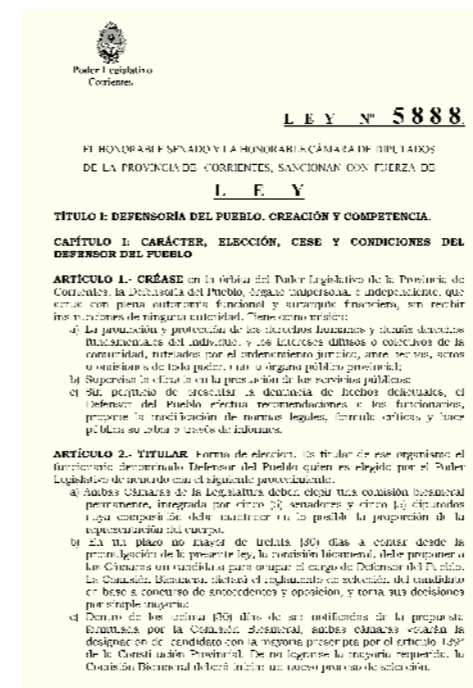 Poder Legislativo
Corrientes
L E Y Nº 5888.
EL HONORABLE SENADO Y LA HONORABLE CÁMARA DE DIPUTADOS
DE LA PROVINCIA DE CORRIENTES, SANCIONAN CON FUERZA DE
L E Y
TÍTULO I: DEFENSORÍA DEL PUEBLO. CREACIÓN Y COMPETENCIA.
CAPÍTULO I: CARÁCTER, ELECCIÓN, CESE Y CONDICIONES DEL
DEFENSOR DEL PUEBLO
ARTÍCULO 1.- CRÉASE en la órbita del Poder Legislativo de la Provincia de
Corrientes, la Defensoría del Pueblo, órgano unipersonal e independiente, que
actúa con plena autonomía funcional y autarquía financiera, sin recibir
instrucciones de ninguna autoridad. Tiene como misión:
a) La promoción y protección de los derechos humanos y demás derechos
fundamentales del individuo, y los intereses difusos o colectivos de la
comunidad, tutelados por el ordenamiento jurídico, ante hechos, actos
u omisiones de todo poder, ente u órgano público provincial;
b) Supervisa la eficacia en la prestación de los servicios públicos;
c) Sin perjuicio de presentar la denuncia de hechos delictuales, el
Defensor del Pueblo efectúa recomendaciones a los funcionarios,
propone la modificación de normas legales, formula críticas y hace
pública su labor a través de informes.
ARTÍCULO 2.- TITULAR. Forma de elección. Es titular de ese organismo el
funcionario denominado Defensor del Pueblo quien es elegido por el Poder
Legislativo de acuerdo con el siguiente procedimiento:
a) Ambas Cámaras de la Legislatura deben elegir una comisión bicameral
permanente, integrada por cinco (5) senadores y cinco (5) diputados
cuya composición debe mantener en lo posible la proporción de la
representación del cuerpo.
b) En un plazo no mayor de treinta (30) días a contar desde la
promulgación de la presente ley, la comisión bicameral, debe proponer a
las Cámaras un candidato para ocupar el cargo de Defensor del Pueblo.
La Comisión Bicameral dictará el reglamento de selección del candidato
en base a concurso de antecedentes y oposición, y toma sus decisiones
por simple mayoría;
c) Dentro de los treinta (30) días de ser notificadas de la propuesta
formulada por la Comisión Bicameral, ambas cámaras votarán la
designación de candidato con la mayoría prescripta por el artículo 139º
de la Constitución Provincial. De no lograrse la mayoría requerida, la
Comisión Bicameral deberá iniciar un nuevo proceso de selección.